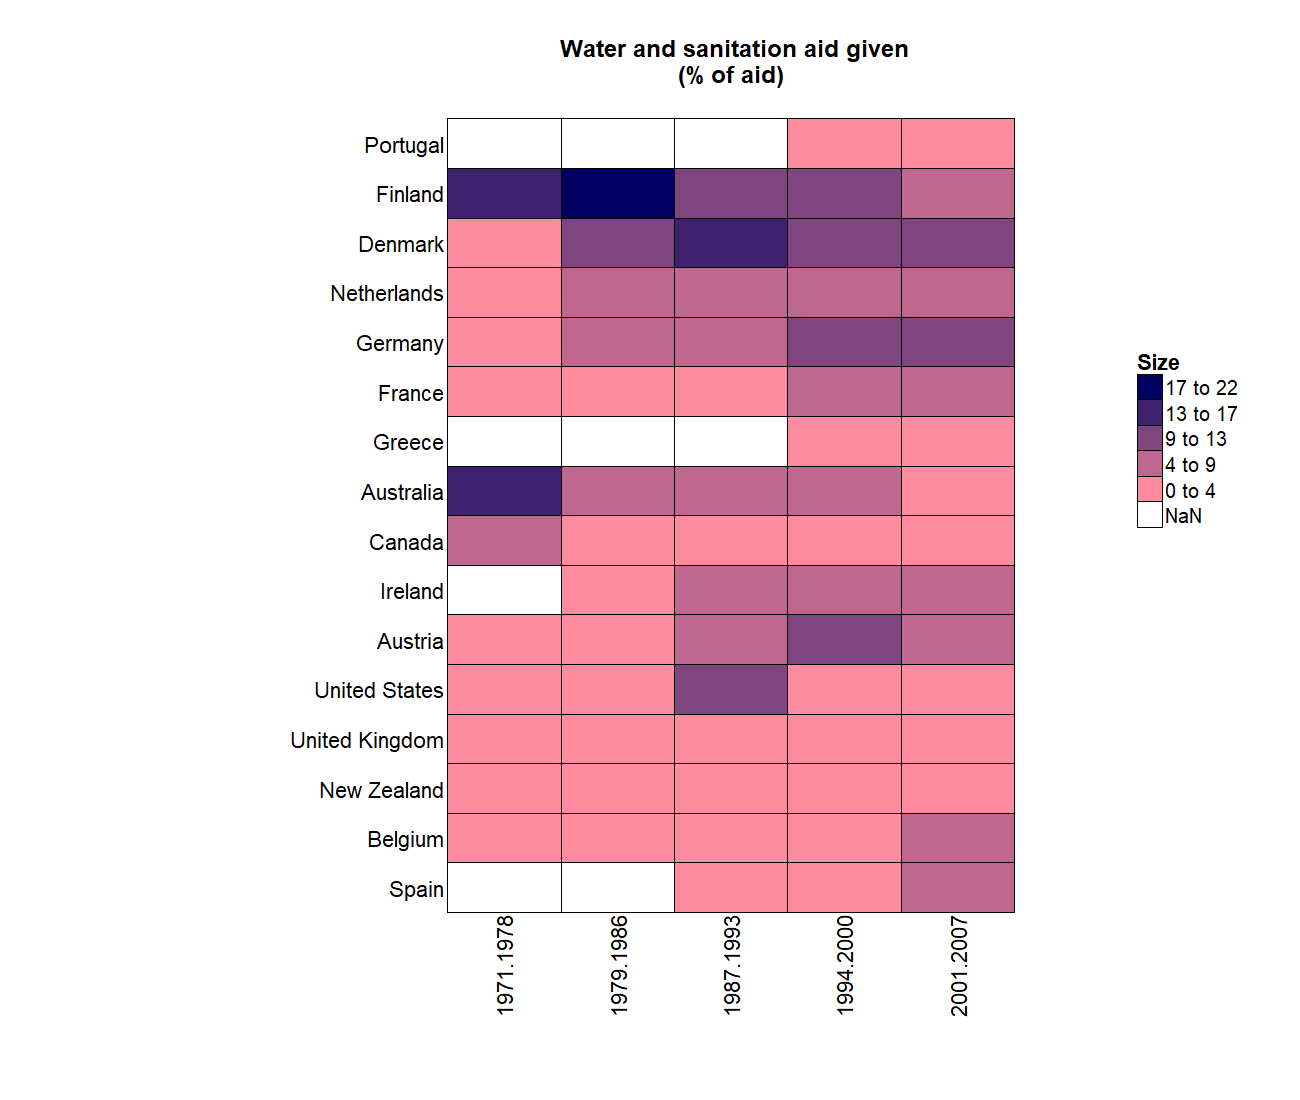 Water and sanitation aid given
(% of aid)
Portugal
Finland
Denmark
Netherlands
Germany
France
Greece
Australia
Canada
Ireland
Austria
United States
United Kingdom
New Zealand
Belgium
Spain
1971.1978
1979.1986
1987.1993
1994.2000
2001.2007
Size
17 to 22
13 to 17
9 to 13
4 to 9
0 to 4
NaN